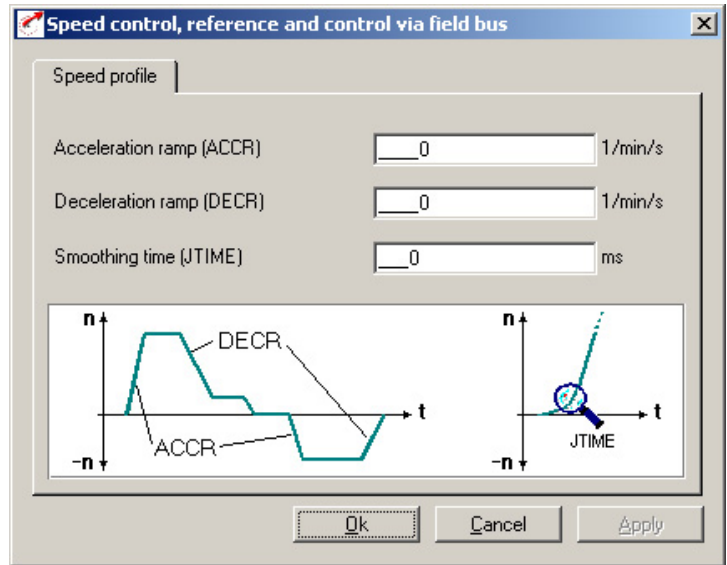 Speed control, reference and control via field bus
Speed profile
Acceleration ramp (ACCR) ____0 1/min/s
Deceleration ramp (DECR) ____0 1/min/s
Smoothing time (JTIME) ___0 ms
n n
DECR
t t
ACCR JTIME
-n -n
Ok Cancel Apply